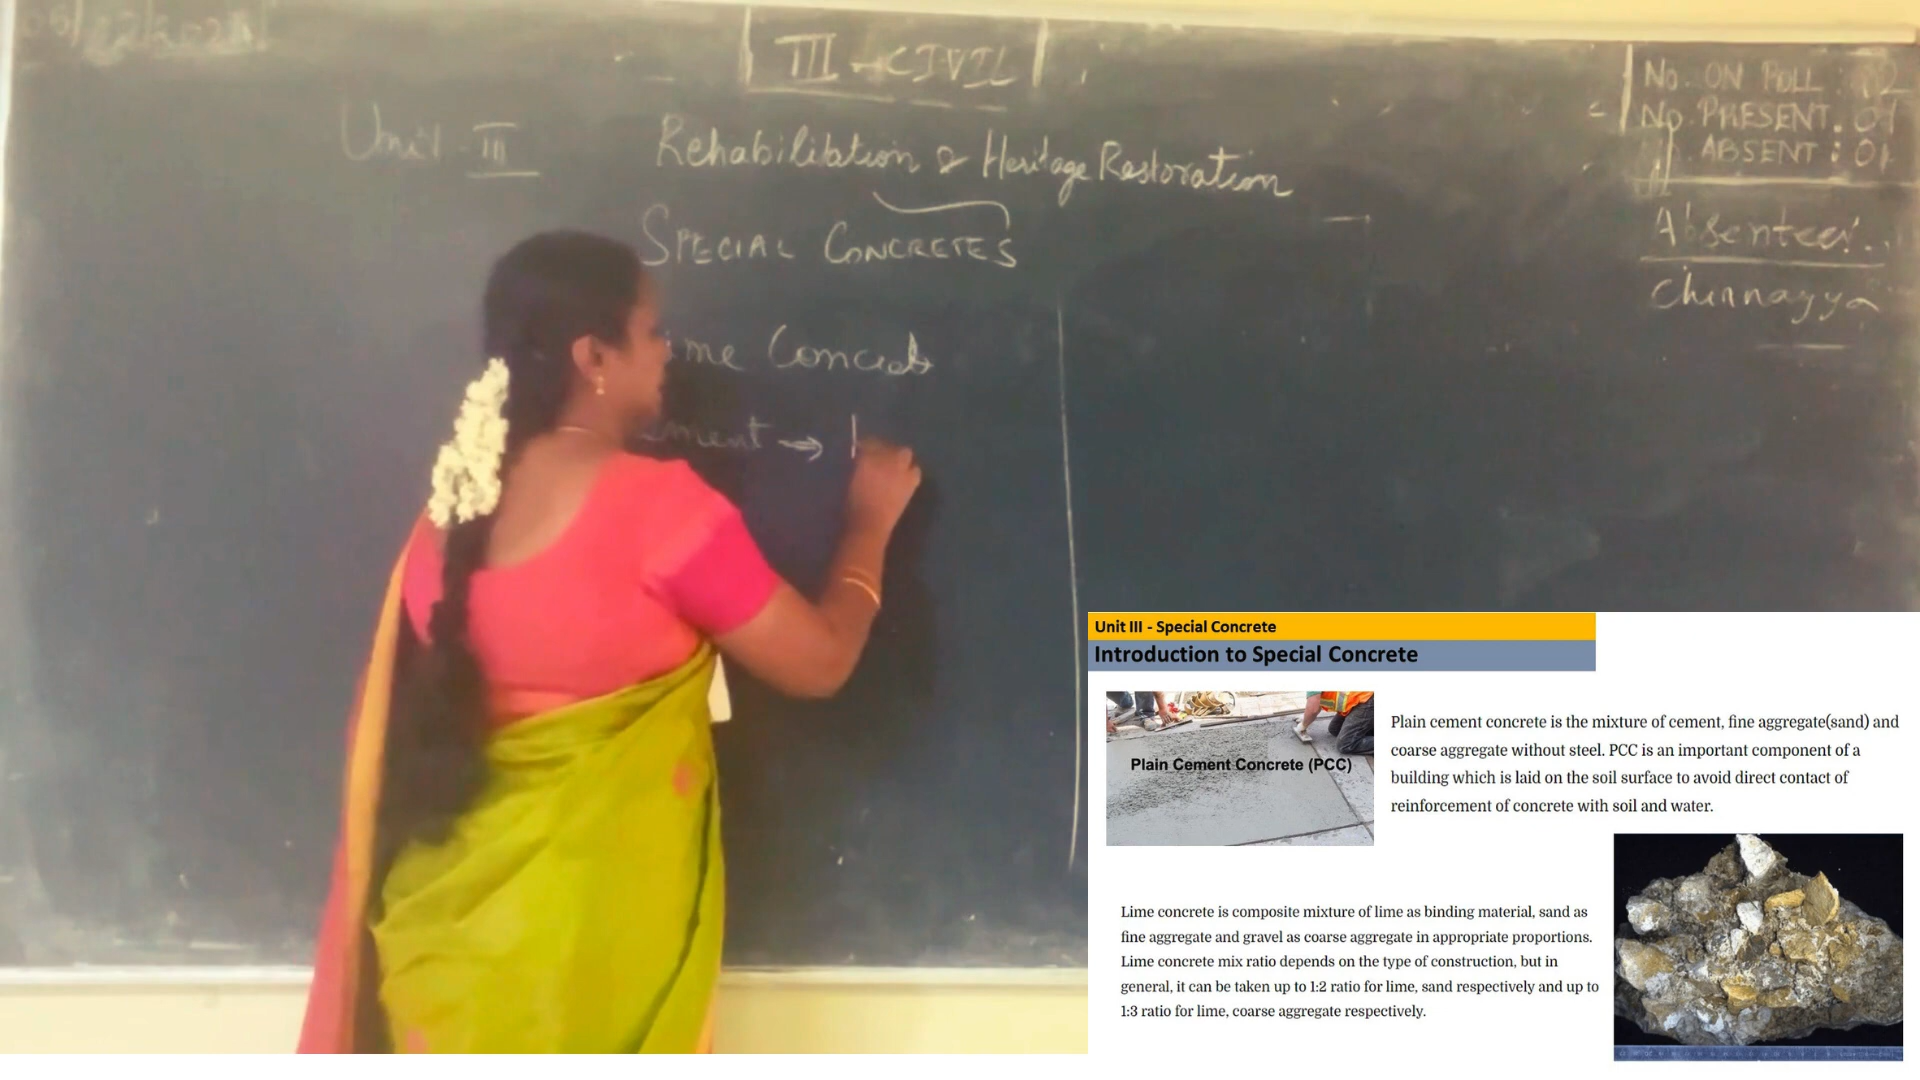 III - CIVIL
Unit - III
Rehabilitation & Heritage Restoration
SPECIAL CONCRETES
me Concrete
ment → 
No. ON ROLL :
No. PRESENT.
ABSENT : 01
Absentees:
Chinnayya
Unit III - Special Concrete
Introduction to Special Concrete
Plain Cement Concrete (PCC)
Plain cement concrete is the mixture of cement, fine aggregate(sand) and
coarse aggregate without steel. PCC is an important component of a
building which is laid on the soil surface to avoid direct contact of
reinforcement of concrete with soil and water.
Lime concrete is composite mixture of lime as binding material, sand as
fine aggregate and gravel as coarse aggregate in appropriate proportions.
Lime concrete mix ratio depends on the type of construction, but in
general, it can be taken up to 1:2 ratio for lime, sand respectively and up to
1:3 ratio for lime, coarse aggregate respectively.